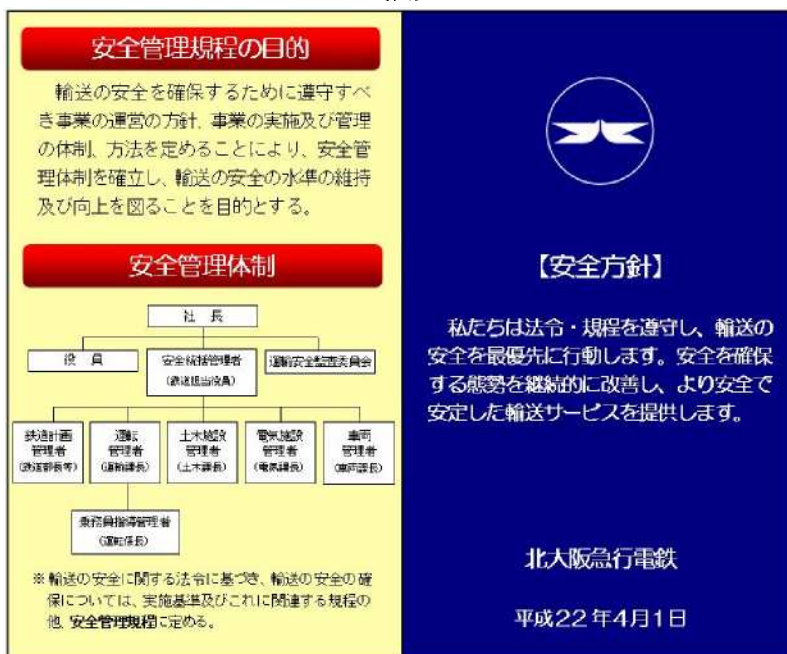 安全管理規程の目的
輸送の安全を確保するために遵守すべ
き事業の運営の方針、事業の実施及び管理
の体制、方法を定めることにより、安全管
理体制を確立し、輸送の安全の水準の維持
及び向上を図ることを目的とする。
安全管理体制
社 長
役 員
安全統括管理者
(鉄道担当役員)
運輸安全監査委員会
鉄道計画
管理者
(鉄道部長等)
運転
管理者
(運輸課長)
土木施設
管理者
(土木課長)
電気施設
管理者
(電気課長)
車両
管理者
(車両課長)
乗務員指導管理者
(運転係長)
※ 輸送の安全に関する法令に基づき、輸送の安全の確
保については、実施基準及びこれに関連する規程の
他、安全管理規程に定める。
【安全方針】
私たちは法令・規程を遵守し、輸送の
安全を最優先に行動します。安全を確保
する態勢を継続的に改善し、より安全で
安定した輸送サービスを提供します。
北大阪急行電鉄
平成22年4月1日